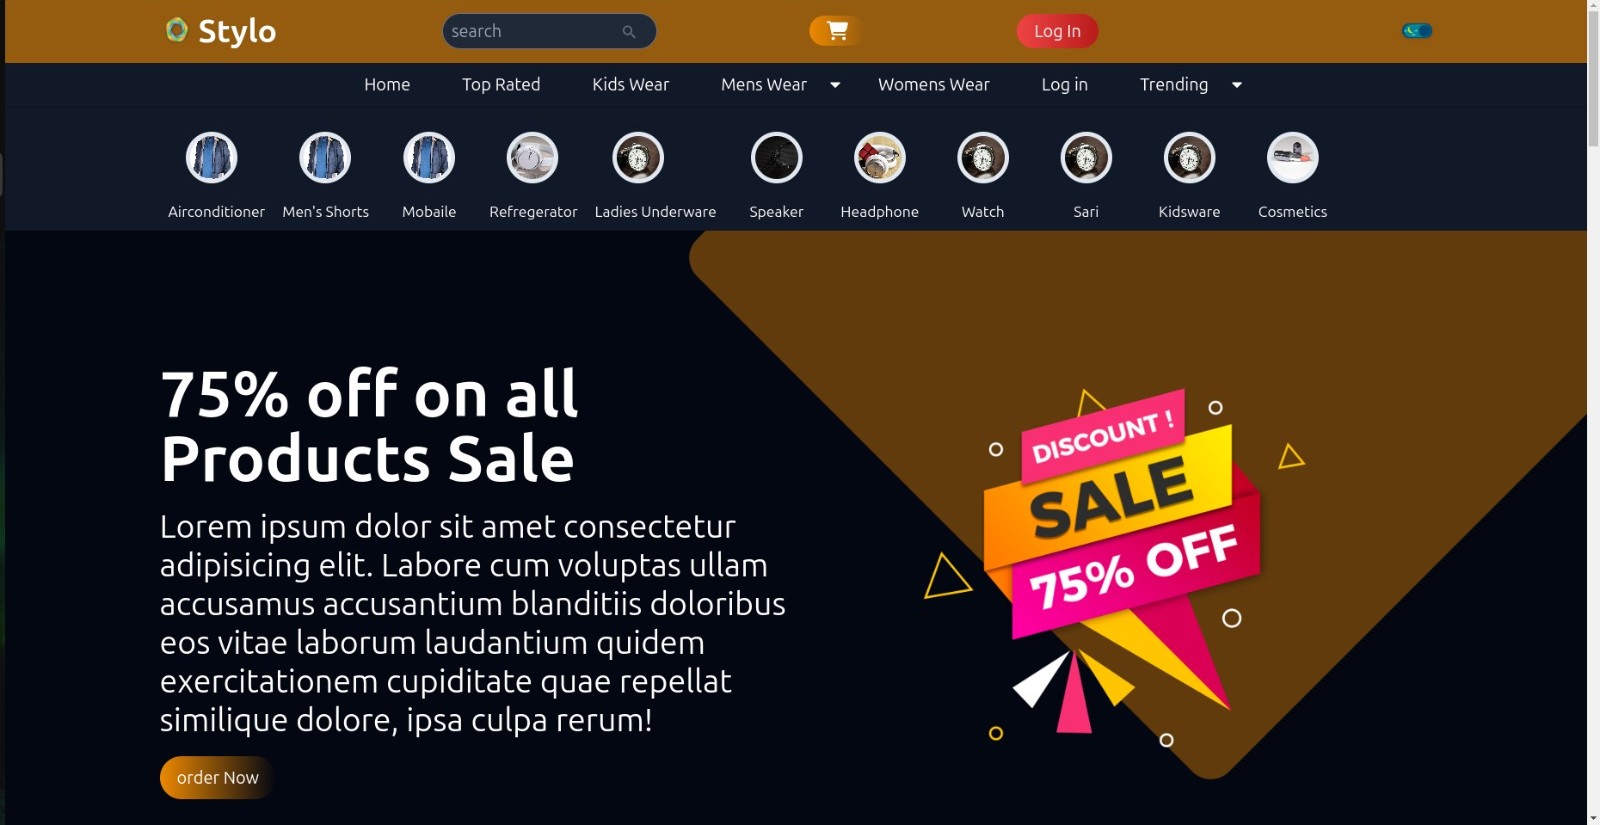 Stylo
search
Log In
Home Top Rated Kids Wear Mens Wear Womens Wear Log in Trending
Airconditioner Men's Shorts Mobaile Refregerator Ladies Underware Speaker Headphone Watch Sari Kidsware Cosmetics
75% off on all
Products Sale
Lorem ipsum dolor sit amet consectetur
adipisicing elit. Labore cum voluptas ullam
accusamus accusantium blanditiis doloribus
eos vitae laborum laudantium quidem
exercitationem cupiditate quae repellat
similique dolore, ipsa culpa rerum!
order Now
DISCOUNT !
SALE
75% OFF